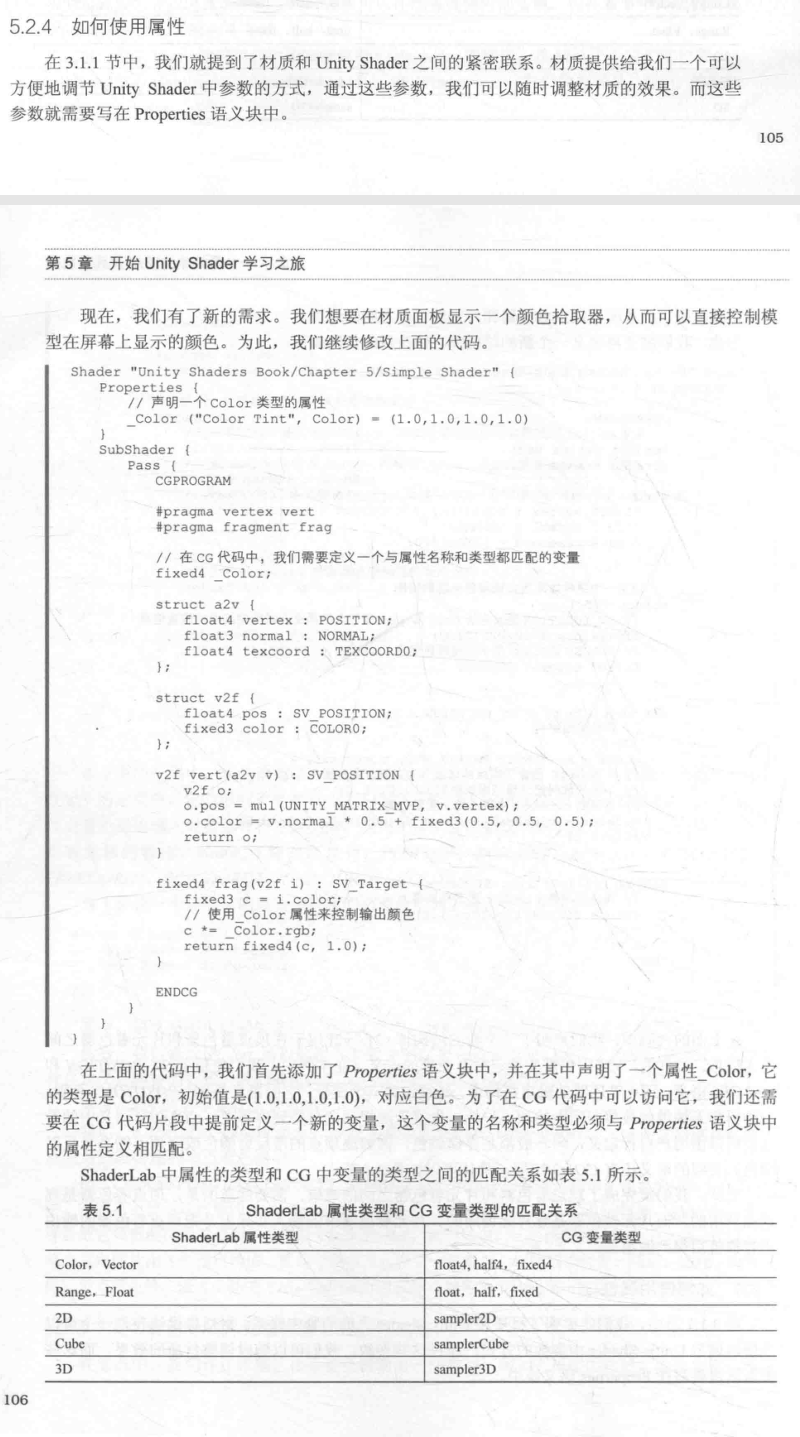 5.2.4 如何使用属性
在 3.1.1 节中，我们就提到了材质和 Unity Shader 之间的紧密联系。材质提供给我们一个可以
方便地调节 Unity Shader 中参数的方式，通过这些参数，我们可以随时调整材质的效果。而这些
参数就需要写在 Properties 语义块中。
105
第 5 章 开始 Unity Shader 学习之旅
现在，我们有了新的需求。我们想要在材质面板显示一个颜色拾取器，从而可以直接控制模
型在屏幕上显示的颜色。为此，我们继续修改上面的代码。
Shader "Unity Shaders Book/Chapter 5/Simple Shader" {
Properties {
// 声明一个 Color 类型的属性
_Color ("Color Tint", Color) = (1.0,1.0,1.0,1.0)
}
SubShader {
Pass {
CGPROGRAM
#pragma vertex vert
#pragma fragment frag
// 在 CG 代码中，我们需要定义一个与属性名称和类型都匹配的变量
fixed4 _Color;
struct a2v {
float4 vertex : POSITION;
float3 normal : NORMAL;
float4 texcoord : TEXCOORD0;
};
struct v2f {
float4 pos : SV_POSITION;
fixed3 color : COLOR0;
};
v2f vert(a2v v) : SV_POSITION {
v2f o;
o.pos = mul(UNITY_MATRIX_MVP, v.vertex);
o.color = v.normal * 0.5 + fixed3(0.5, 0.5, 0.5);
return o;
}
fixed4 frag(v2f i) : SV_Target {
fixed3 c = i.color;
// 使用_Color 属性来控制输出颜色
c *= _Color.rgb;
return fixed4(c, 1.0);
}
ENDCG
}
}
}
在上面的代码中，我们首先添加了 Properties 语义块中，并在其中声明了一个属性_Color，它
的类型是 Color，初始值是(1.0,1.0,1.0,1.0)，对应白色。为了在 CG 代码中可以访问它，我们还需
要在 CG 代码片段中提前定义一个新的变量，这个变量的名称和类型必须与 Properties 语义块中
的属性定义相匹配。
ShaderLab 中属性的类型和 CG 中变量的类型之间的匹配关系如表 5.1 所示。
表 5.1 ShaderLab 属性类型和 CG 变量类型的匹配关系
ShaderLab 属性类型 CG 变量类型
Color，Vector float4, half4，fixed4
Range，Float float，half，fixed
2D sampler2D
Cube samplerCube
3D sampler3D
106